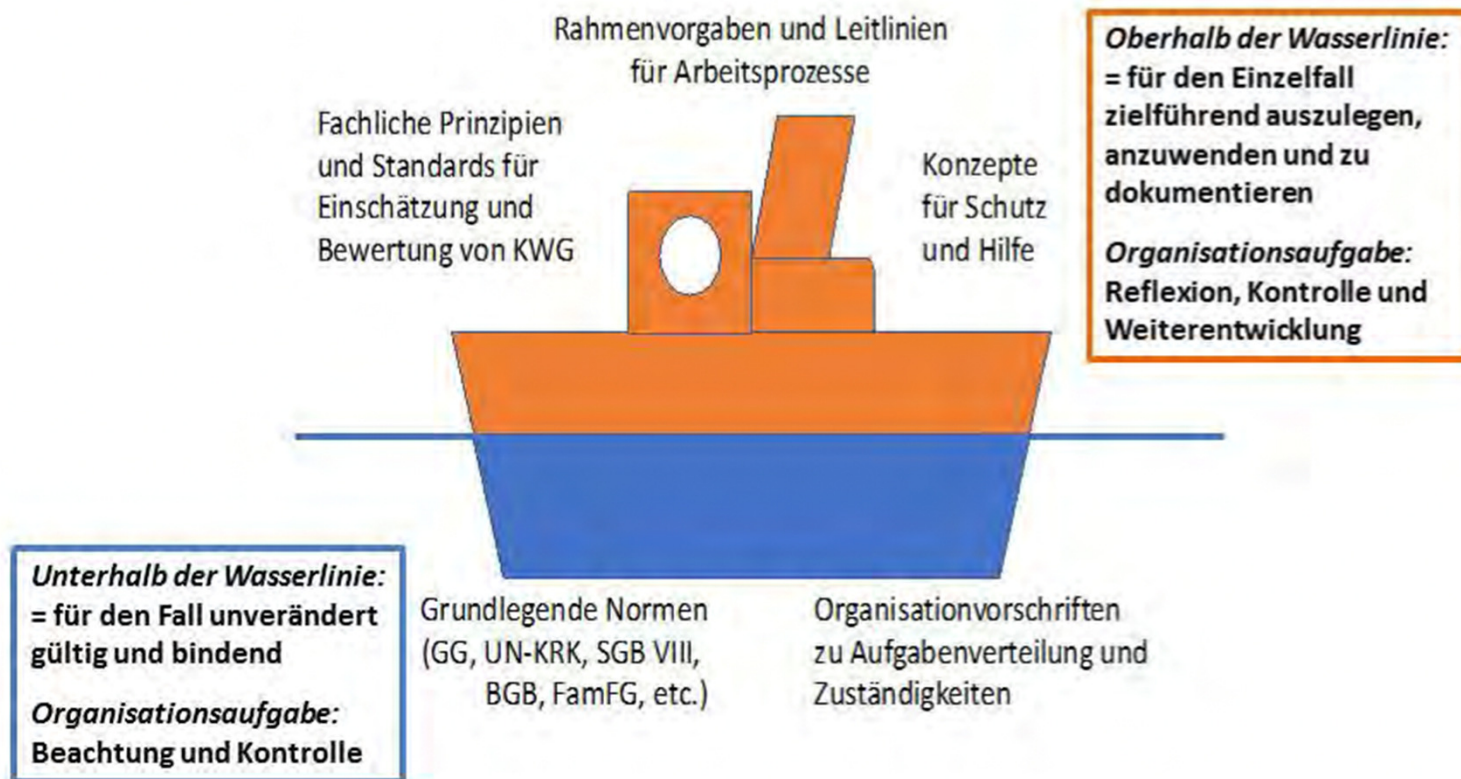 Rahmenvorgaben und Leitlinien
für Arbeitsprozesse
Fachliche Prinzipien
und Standards für
Einschätzung und
Bewertung von KWG
Konzepte
für Schutz
und Hilfe
Oberhalb der Wasserlinie:
= für den Einzelfall
zielführend auszulegen,
anzuwenden und zu
dokumentieren
Organisationsaufgabe:
Reflexion, Kontrolle und
Weiterentwicklung
Unterhalb der Wasserlinie:
= für den Fall unverändert
gültig und bindend
Organisationsaufgabe:
Beachtung und Kontrolle
Grundlegende Normen
(GG, UN-KRK, SGB VIII,
BGB, FamFG, etc.)
Organisationvorschriften
zu Aufgabenverteilung und
Zuständigkeiten